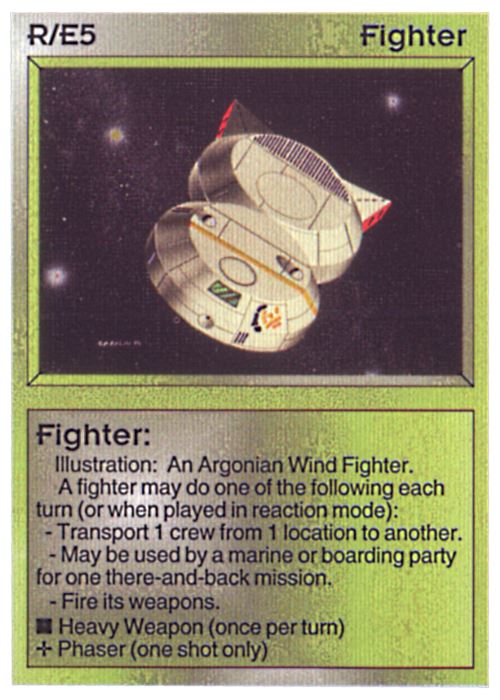 R/E5 Fighter
Fighter:
Illustration: An Argonian Wind Fighter.
A fighter may do one of the following each
turn (or when played in reaction mode):
- Transport 1 crew from 1 location to another.
- May be used by a marine or boarding party
for one there-and-back mission.
- Fire its weapons.
■ Heavy Weapon (once per turn)
✛ Phaser (one shot only)